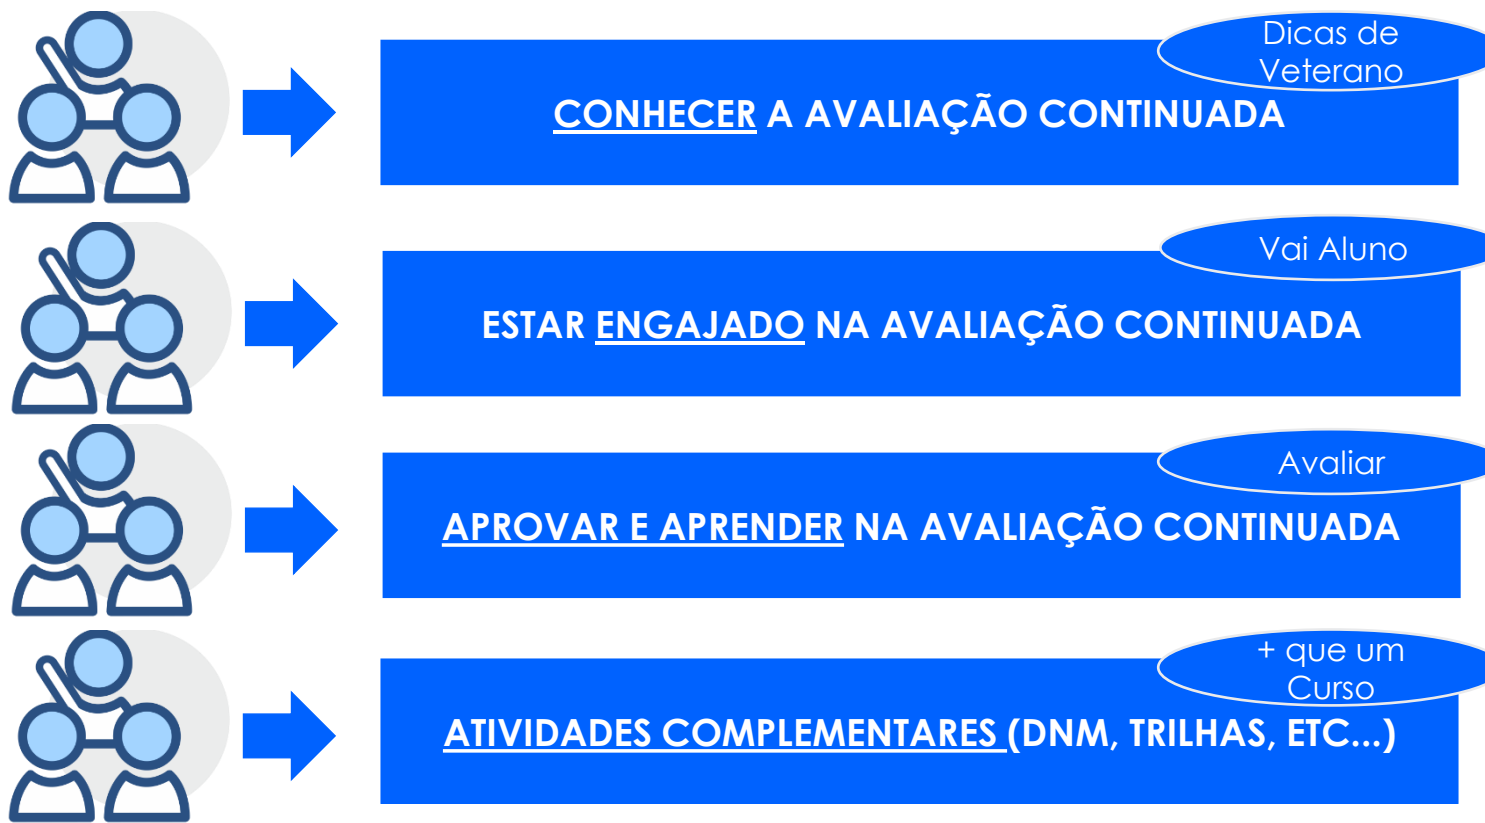 Dicas de
Veterano
CONHECER A AVALIAÇÃO CONTINUADA
Vai Aluno
ESTAR ENGAJADO NA AVALIAÇÃO CONTINUADA
Avaliar
APROVAR E APRENDER NA AVALIAÇÃO CONTINUADA
+ que um
Curso
ATIVIDADES COMPLEMENTARES (DNM, TRILHAS, ETC...)